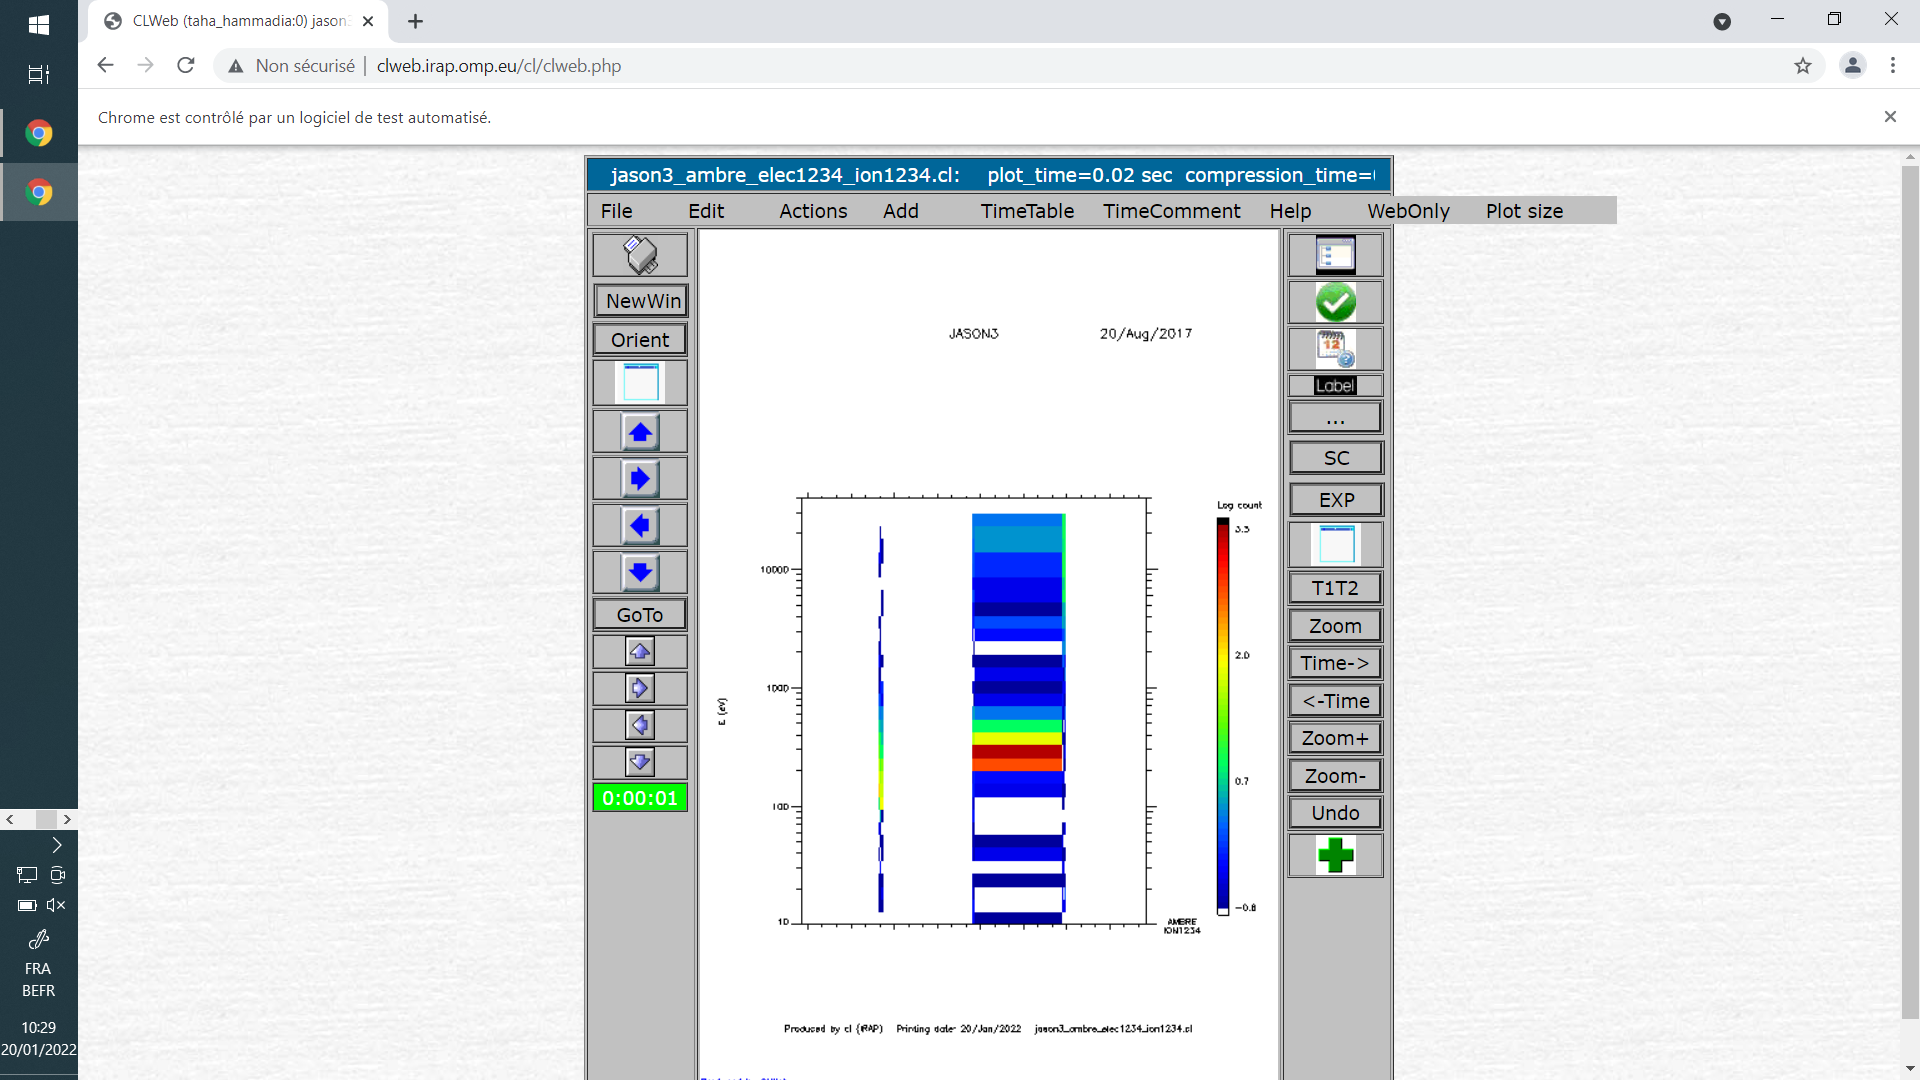 CLWeb (taha_hammadia:0) jason3
Non sécurisé | clweb.irap.omp.eu/cl/clweb.php
Chrome est contrôlé par un logiciel de test automatisé.
jason3_ambre_elec1234_ion1234.cl: plot_time=0.02 sec compression_time=
File Edit Actions Add TimeTable TimeComment Help WebOnly Plot size
NewWin
Orient
GoTo
0:00:01
JASON3 20/Aug/2017
Log count
3.3
2.0
0.7
-0.8
10000
1000
100
10
E (eV)
AMBRE
ION1234
Produced by cl (IRAP) Printing date: 20/Jan/2022 jason3_ambre_elec1234_ion1234.cl
12
Label
...
SC
EXP
T1T2
Zoom
Time->
<-Time
Zoom+
Zoom-
Undo
FRA
BEFR
10:29
20/01/2022